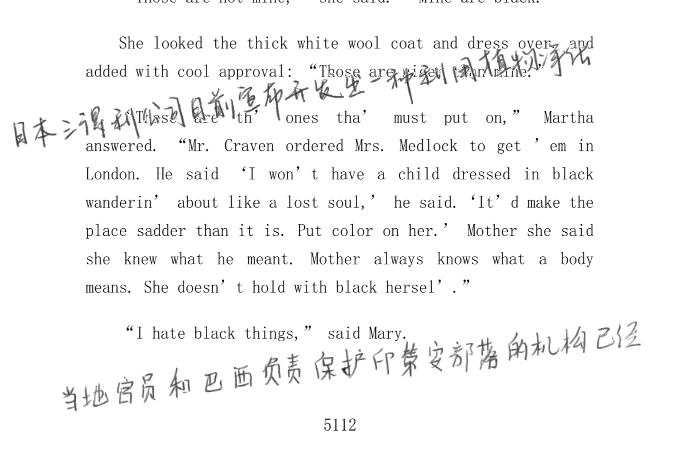 Those are not mine,” she said. “Mine are black.
She looked the thick white wool coat and dress over, and
added with cool approval: “Those are nicer than mine.”
日本三得利公司目前宣布开发生一种利用植物净化
“These are th’ ones tha’ must put on,” Martha
answered. “Mr. Craven ordered Mrs. Medlock to get ’em in
London. He said ‘I won’t have a child dressed in black
wanderin’ about like a lost soul,’ he said. ‘It’d make the
place sadder than it is. Put color on her.’ Mother she said
she knew what he meant. Mother always knows what a body
means. She doesn’t hold with black hersel’.”
“I hate black things,” said Mary.
当地官员和巴西负责保护印第安部落的机构已经
5112